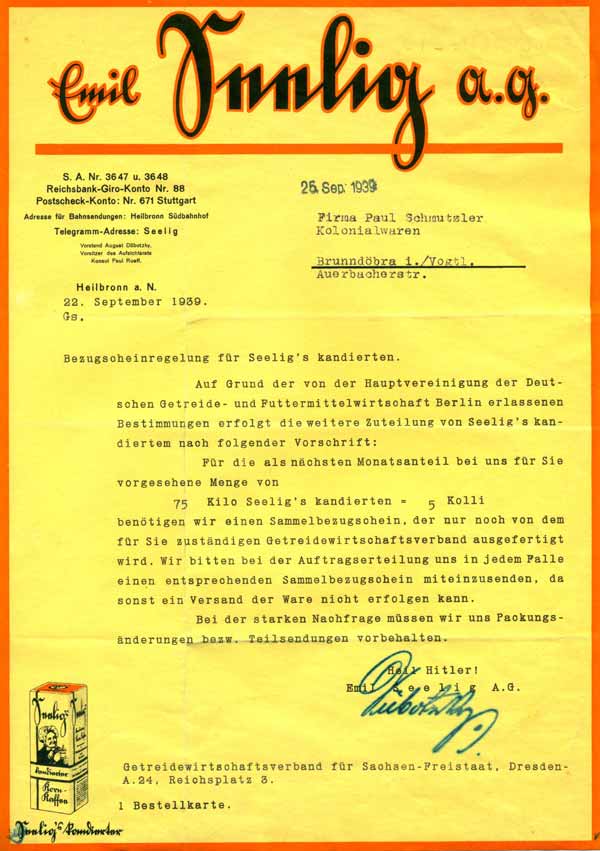 Emil Seelig a.g.
S. A. Nr. 3647 u. 3648
Reichsbank-Giro-Konto Nr. 88
Postscheck-Konto: Nr. 671 Stuttgart
Adresse für Bahnsendungen: Heilbronn Südbahnhof
Telegramm-Adresse: Seelig
Vorstand August Dübotzky,
Vorsitzer des Aufsichtsrats
Konsul Paul Rueff.
Heilbronn a. N.
22. September 1939.
Gs.
25. Sep. 1939
Firma Paul Schmutzler
Kolonialwaren
Brunndöbra i./Vogtl.
Auerbacherstr.
Bezugscheinregelung für Seelig's kandierten.
Auf Grund der von der Hauptvereinigung der Deut-
schen Getreide- und Futtermittelwirtschaft Berlin erlassenen
Bestimmungen erfolgt die weitere Zuteilung von Seelig's kan-
diertem nach folgender Vorschrift:
Für die als nächsten Monatsanteil bei uns für Sie
vorgesehene Menge von
75 Kilo Seelig's kandierten = 5 Kolli
benötigen wir einen Sammelbezugschein, der nur noch von dem
für Sie zuständigen Getreidewirtschaftsverband ausgefertigt
wird. Wir bitten bei der Auftragserteilung uns in jedem Falle
einen entsprechenden Sammelbezugschein miteinzusenden, da
sonst ein Versand der Ware nicht erfolgen kann.
Bei der starken Nachfrage müssen wir uns Packungs-
änderungen bezw. Teilsendungen vorbehalten.
Heil Hitler!
Emil Seelig A.G.
Getreidewirtschaftsverband für Sachsen-Freistaat, Dresden-
A.24, Reichsplatz 3.
1 Bestellkarte.
Seelig's
kandierter
Korn-
Kaffee
Seelig's kandierter